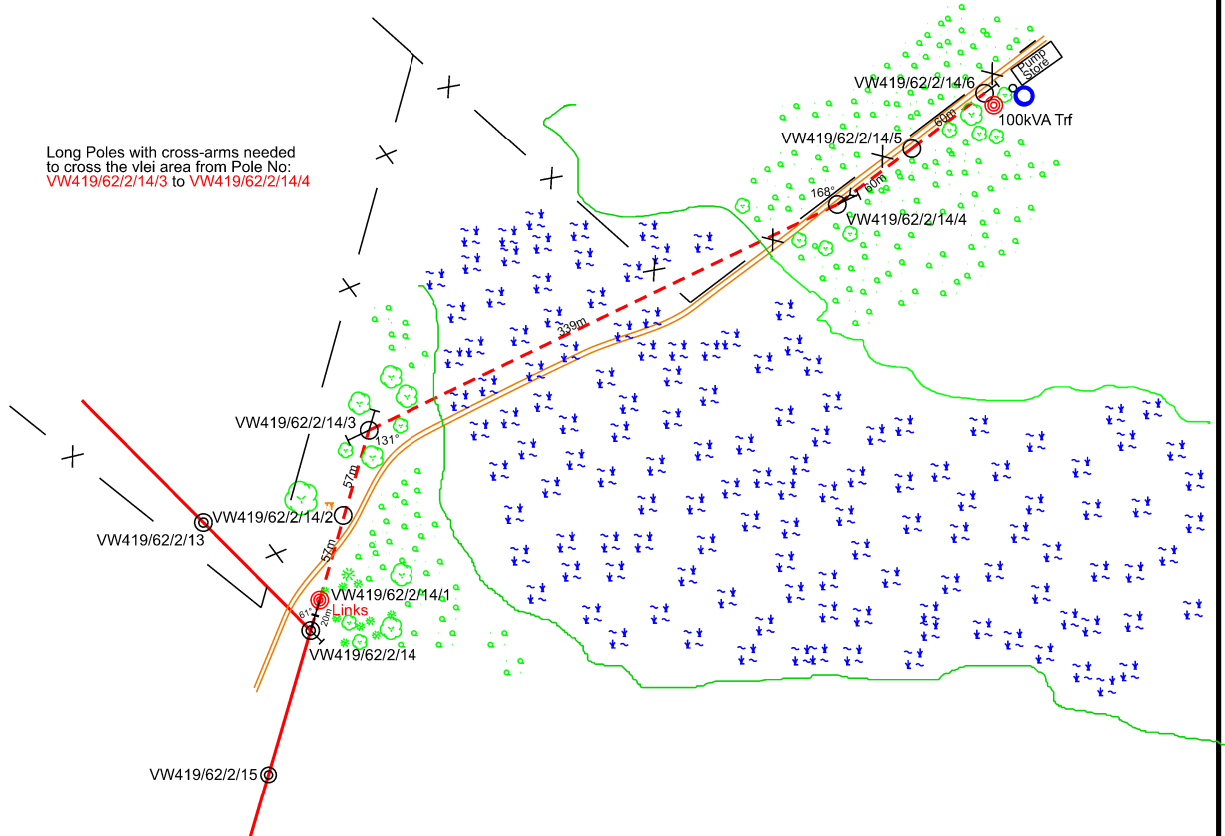 Pump
Store
VW419/62/2/14/6
100kVA Trf
60m
VW419/62/2/14/5
Long Poles with cross-arms needed
to cross the vlei area from Pole No:
VW419/62/2/14/3 to VW419/62/2/14/4
168°
60m
VW419/62/2/14/4
339m
VW419/62/2/14/3
131°
57m
VW419/62/2/14/2
VW419/62/2/13
57m
VW419/62/2/14/1
Links
61°
20m
VW419/62/2/14
VW419/62/2/15